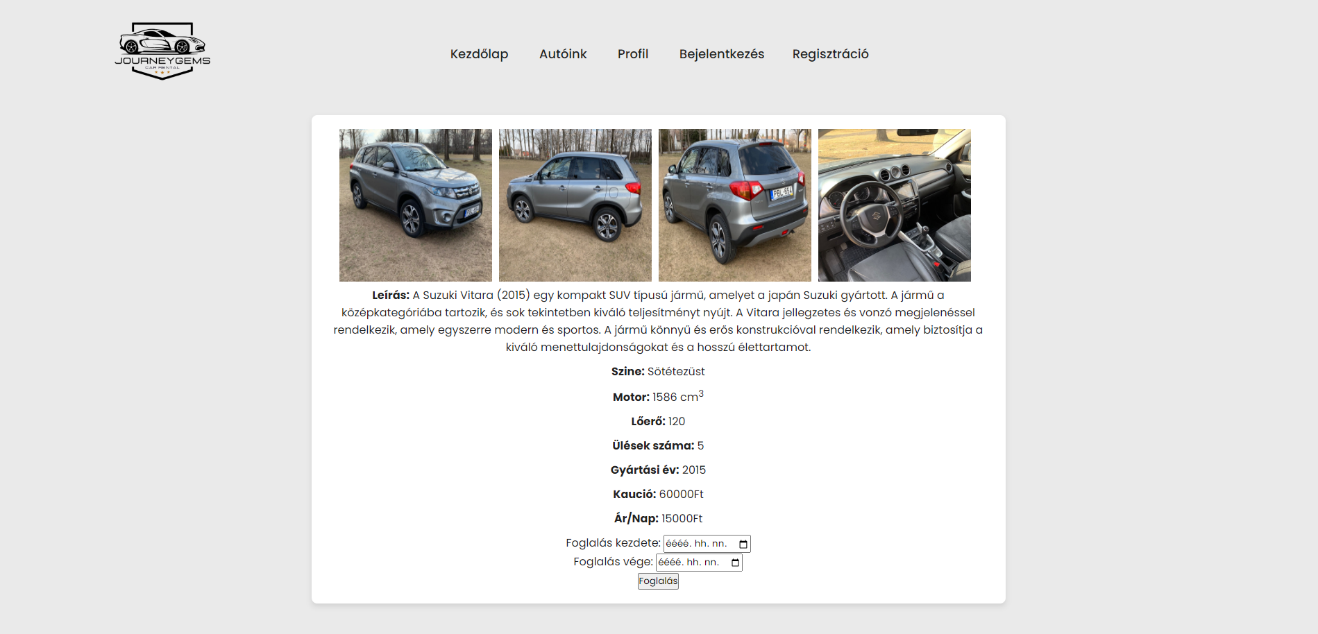 JOURNEYGEMS
CAR RENTAL
Kezdőlap Autóink Profil Bejelentkezés Regisztráció
Leírás: A Suzuki Vitara (2015) egy kompakt SUV típusú jármű, amelyet a japán Suzuki gyártott. A jármű a
középkategóriába tartozik, és sok tekintetben kiváló teljesítményt nyújt. A Vitara jellegzetes és vonzó megjelenéssel
rendelkezik, amely egyszerre modern és sportos. A jármű könnyű és erős konstrukcióval rendelkezik, amely biztosítja a
kiváló menettulajdonságokat és a hosszú élettartamot.
Színe: Sötétezüst
Motor: 1586 cm³
Lőerő: 120
Ülések száma: 5
Gyártási év: 2015
Kaució: 60000Ft
Ár/Nap: 15000Ft
Foglalás kezdete: éééé. hh. nn.
Foglalás vége: éééé. hh. nn.
Foglalás